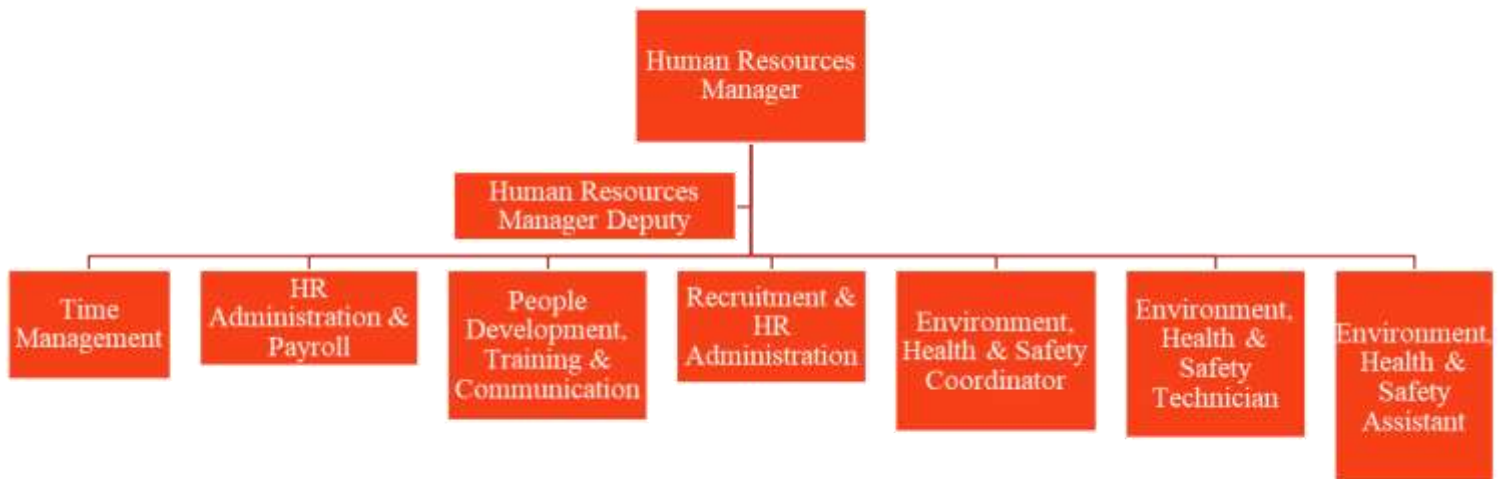 Human Resources
Manager
Human Resources
Manager Deputy
Time
Management
HR
Administration &
Payroll
People
Development,
Training &
Communication
Recruitment &
HR
Administration
Environment,
Health & Safety
Coordinator
Environment,
Health &
Safety
Technician
Environment,
Health &
Safety
Assistant